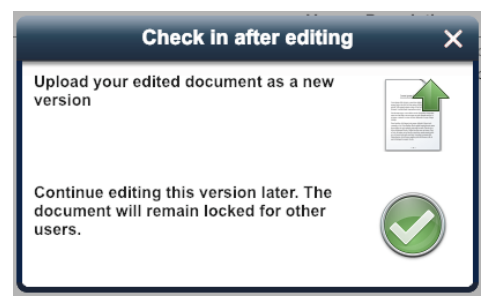 Check in after editing
Upload your edited document as a new
version
Continue editing this version later. The
document will remain locked for other
users.